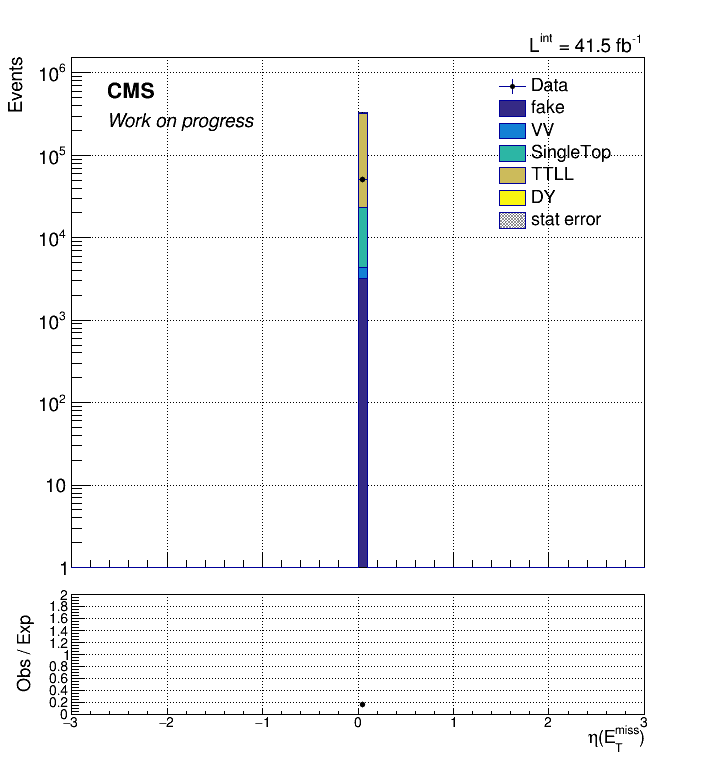 L^int = 41.5 fb^-1
Events
CMS
Work on progress
Data
fake
VV
SingleTop
TTLL
DY
stat error
10^6
10^5
10^4
10^3
10^2
10
1
Obs / Exp
2
1.8
1.6
1.4
1.2
1
0.8
0.6
0.4
0.2
0
−3 −2 −1 0 1 2 3
η(E_T^miss)